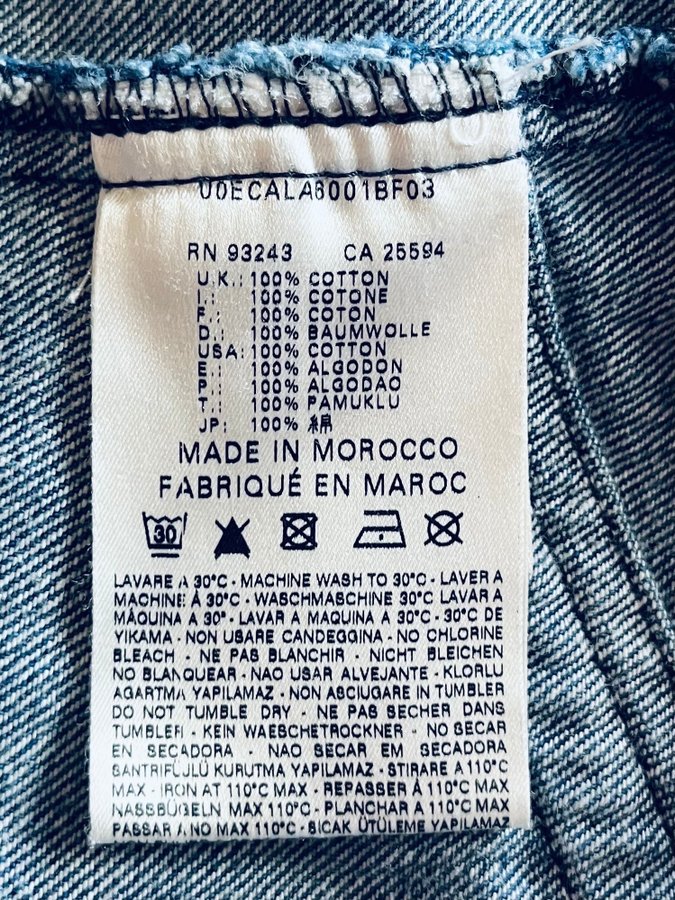 U0ECALA6001BF03
RN 93243 CA 25594
U.K.: 100% COTTON
I.: 100% COTONE
F.: 100% COTON
D.: 100% BAUMWOLLE
USA: 100% COTTON
E.: 100% ALGODON
P.: 100% ALGODAO
T.: 100% PAMUKLU
JP: 100% 綿
MADE IN MOROCCO
FABRIQUÉ EN MAROC
30
LAVARE A 30°C - MACHINE WASH TO 30°C - LAVER A
MACHINE À 30°C - WASCHMASCHINE 30°C LAVAR A
MÁQUINA A 30° - LAVAR A MAQUINA A 30°C - 30°C DE
YIKAMA - NON USARE CANDEGGINA - NO CHLORINE
BLEACH - NE PAS BLANCHIR - NICHT BLEICHEN
NO BLANQUEAR - NAO USAR ALVEJANTE - KLORLU
AGARTMA YAPILAMAZ - NON ASCIUGARE IN TUMBLER
DO NOT TUMBLE DRY - NE PAS SECHER DANS
TUMBLER - KEIN WAESCHETROCKNER - NO SECAR
EN SECADORA - NAO SECAR EM SECADORA
SANTRIFÜJLÜ KURUTMA YAPILAMAZ - STIRARE A 110°C
MAX - IRON AT 110°C MAX - REPASSER À 110°C MAX
NASSBÜGELN MAX 110°C - PLANCHAR A 110°C MAX
PASSAR A NO MAX 110°C - SICAK ÜTÜLEME YAPILAMAZ